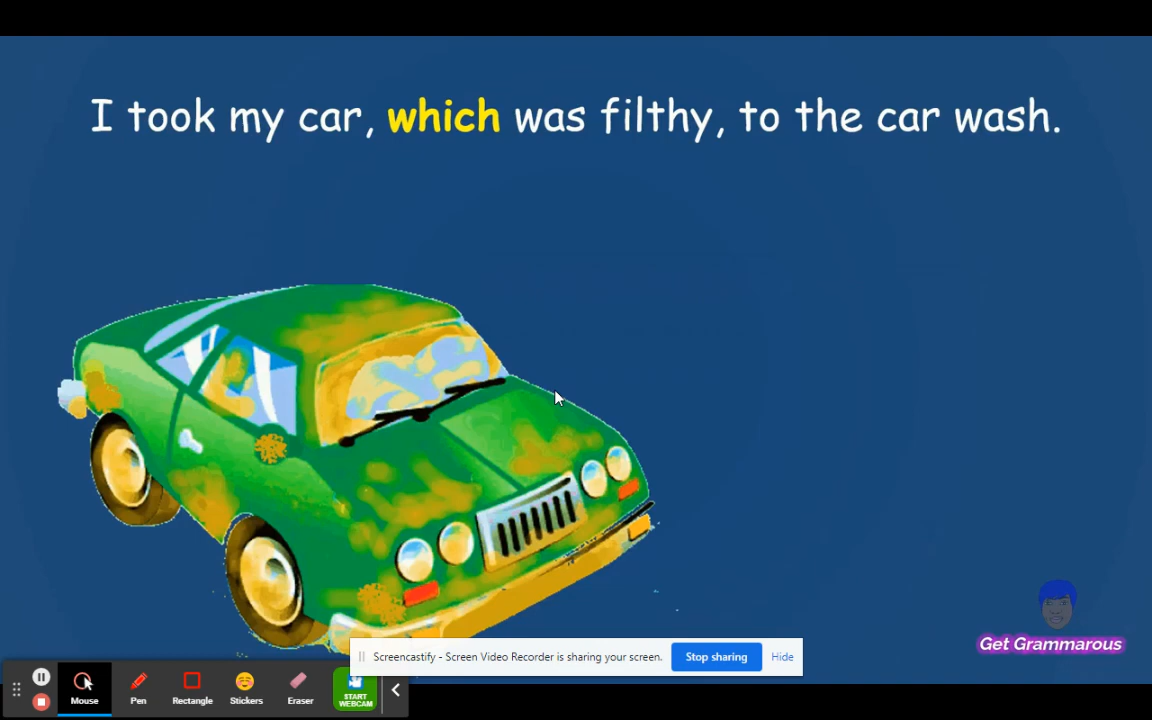 I took my car, which was filthy, to the car wash.
Get Grammarous
Screencastify - Screen Video Recorder is sharing your screen. Stop sharing Hide
Mouse Pen Rectangle Stickers Eraser START WEBCAM